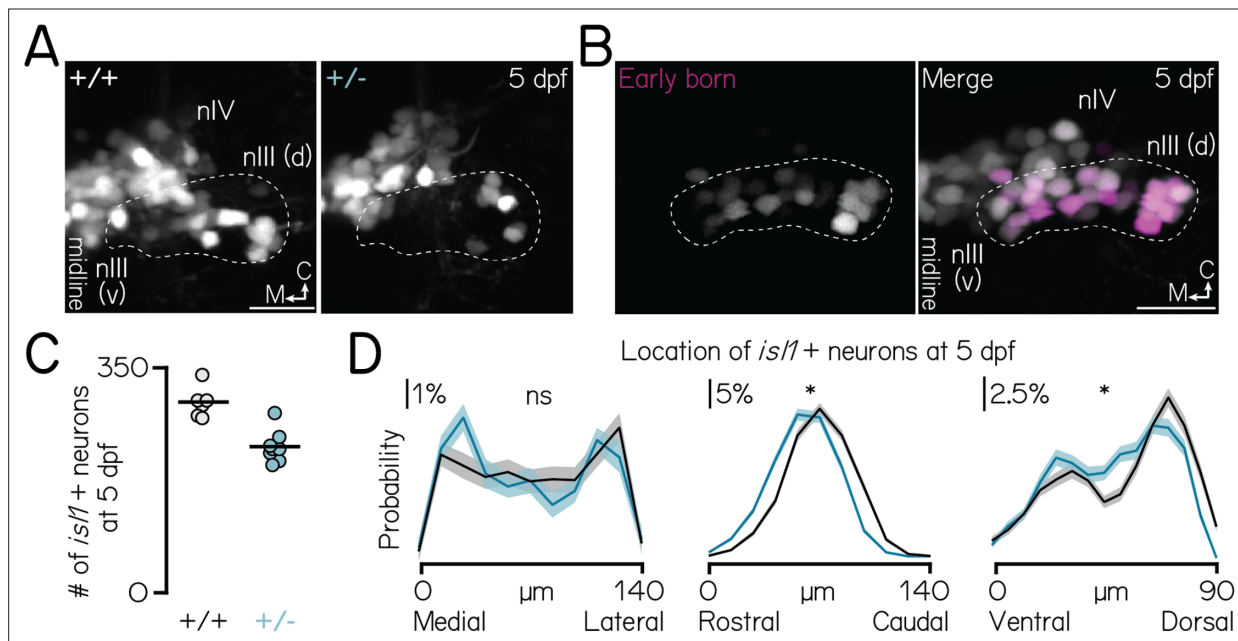 A
+/+
nIV
nIII (d)
midline
nIII
(v)
C
M
+/-
5 dpf
B
Early born
Merge
5 dpf
nIV
nIII (d)
midline
nIII
(v)
C
M
C
# of isl1 + neurons
at 5 dpf
350
0
+/+
+/-
D
Location of isl1 + neurons at 5 dpf
Probability
1%
ns
0
µm
140
Medial
Lateral
5%
*
0
µm
140
Rostral
Caudal
2.5%
*
0
µm
90
Ventral
Dorsal